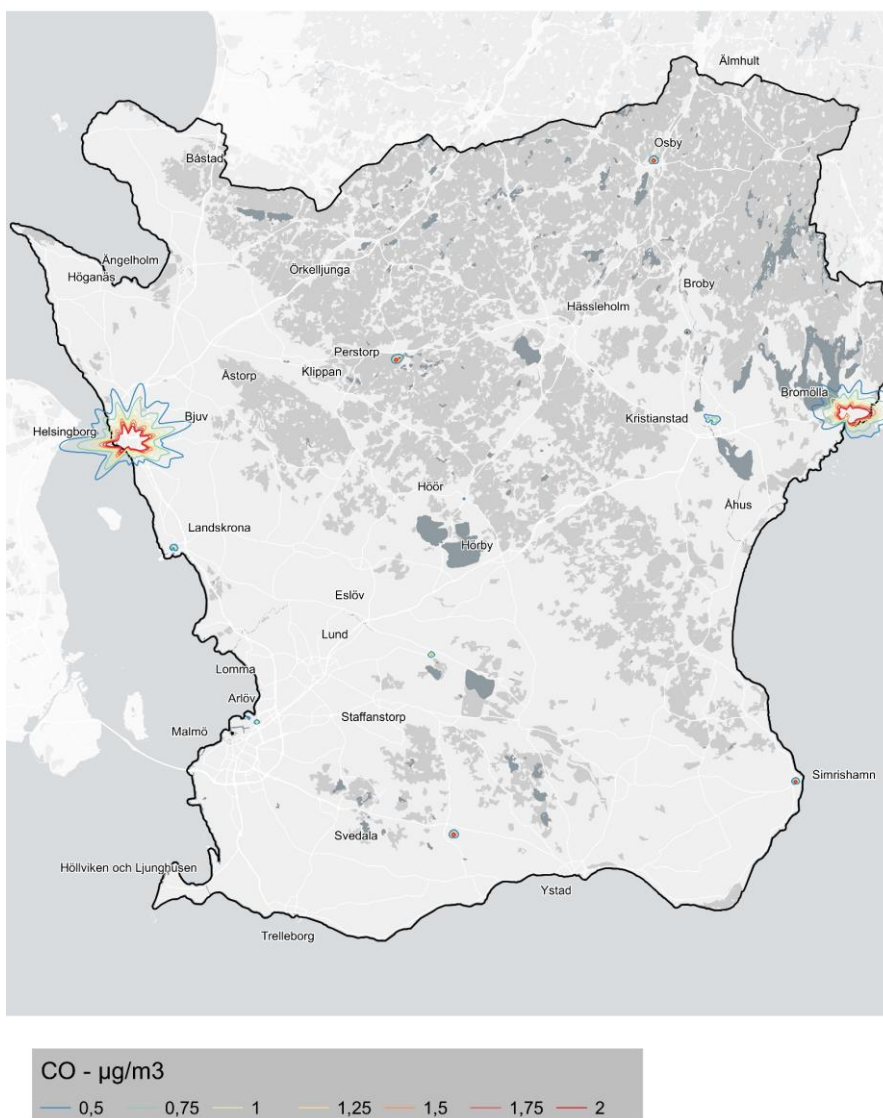 Älmhult
Osby
Båstad
Ängelholm
Höganäs
Örkelljunga
Broby
Hässleholm
Perstorp
Klippan
Åstorp
Bromölla
Bjuv
Kristianstad
Helsingborg
Höör
Åhus
Landskrona
Hörby
Eslöv
Lund
Lomma
Arlöv
Staffanstorp
Malmö
Simrishamn
Svedala
Höllviken och Ljunghusen
Ystad
Trelleborg
CO - µg/m3
0,5 0,75 1 1,25 1,5 1,75 2